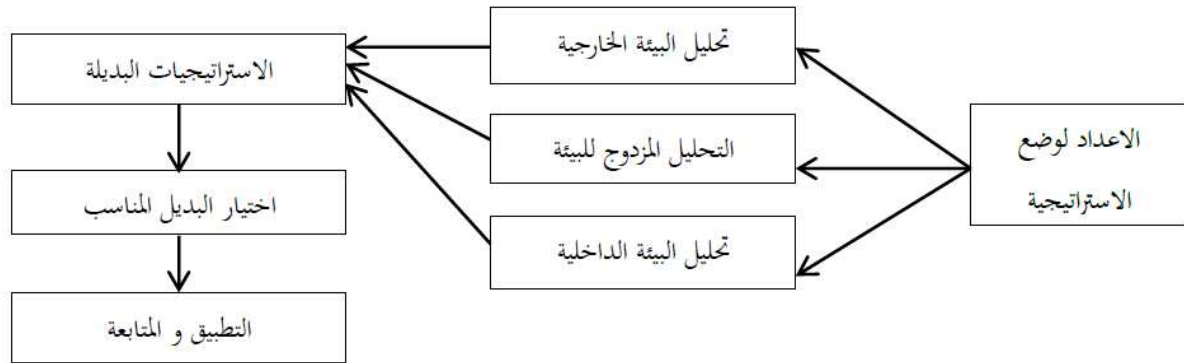 الاعداد لوضع
الاستراتيجية
تحليل البيئة الخارجية
التحليل المزدوج للبيئة
تحليل البيئة الداخلية
الاستراتيجيات البديلة
اختيار البديل المناسب
التطبيق و المتابعة